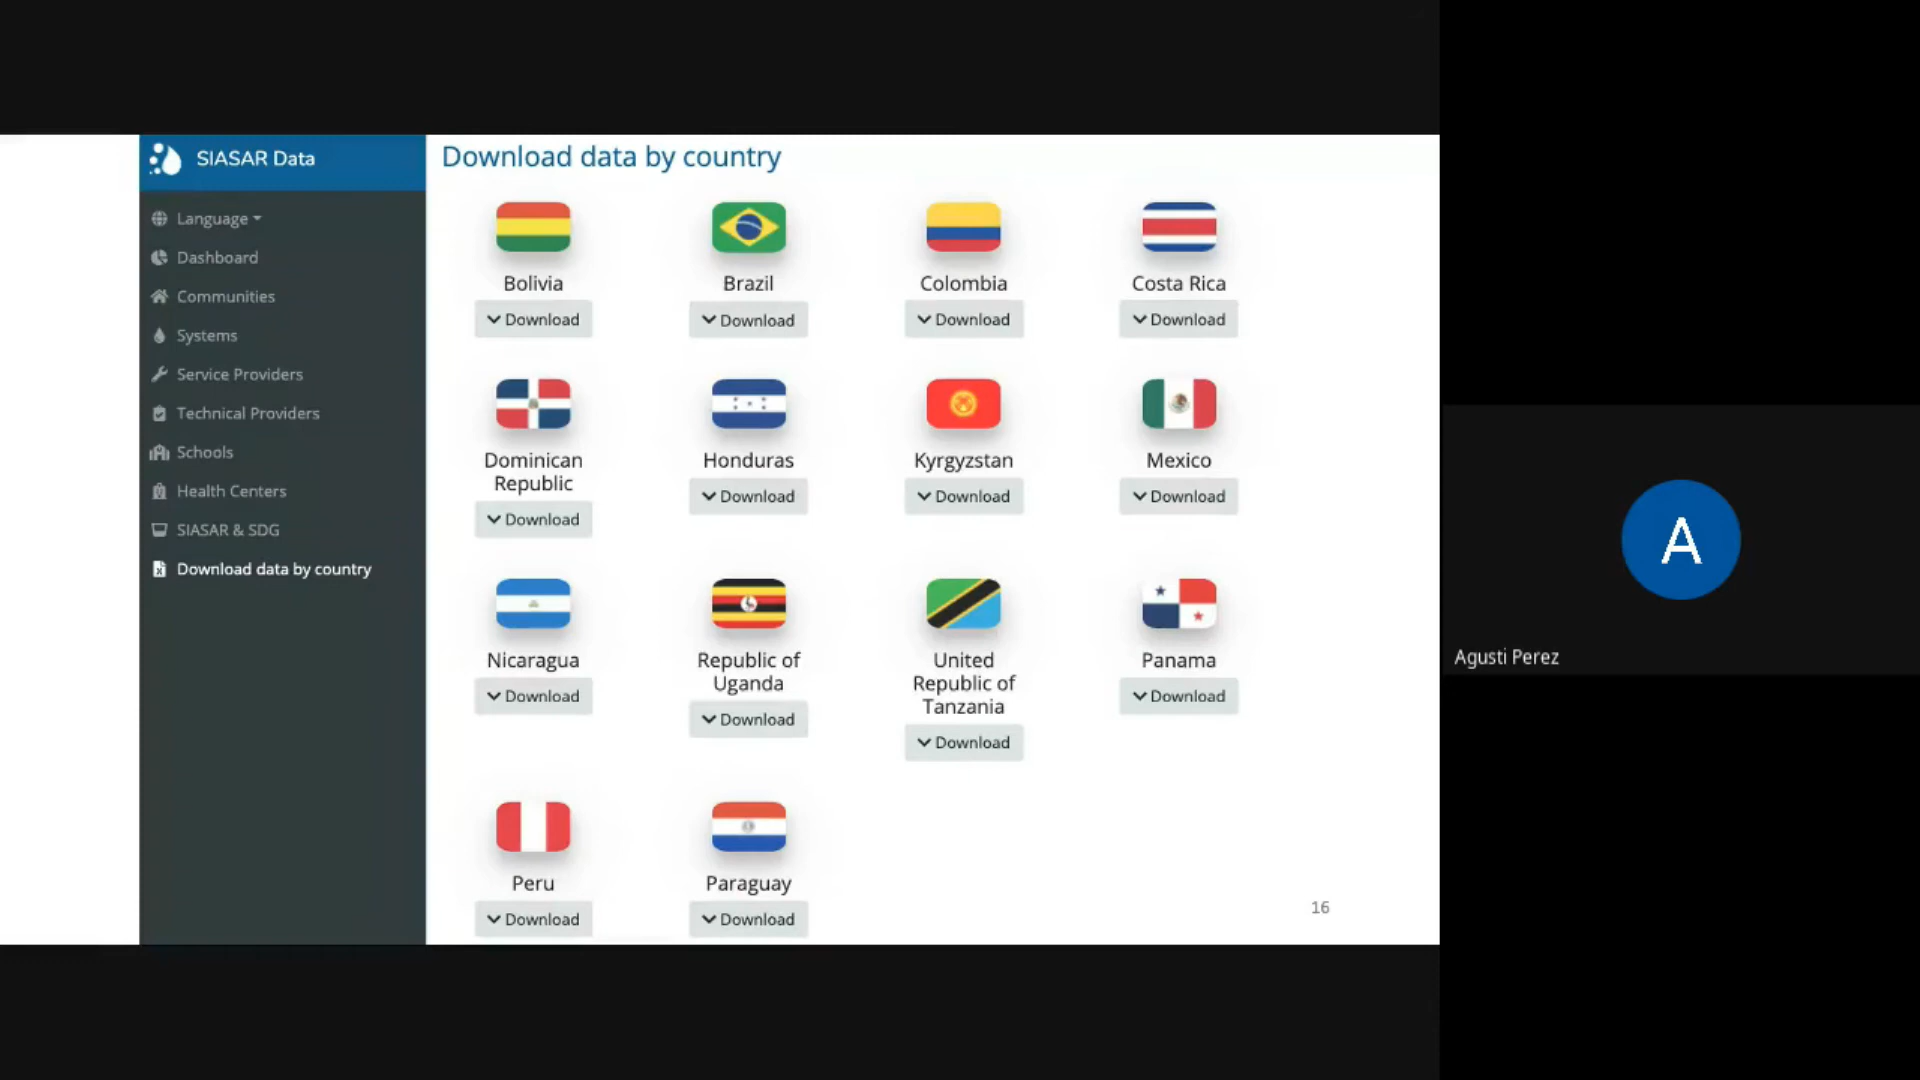 SIASAR Data
Language
Dashboard
Communities
Systems
Service Providers
Technical Providers
Schools
Health Centers
SIASAR & SDG
Download data by country
Download data by country
Bolivia
Download
Brazil
Download
Colombia
Download
Costa Rica
Download
Dominican
Republic
Download
Honduras
Download
Kyrgyzstan
Download
Mexico
Download
Nicaragua
Download
Republic of
Uganda
Download
United
Republic of
Tanzania
Download
Panama
Download
Peru
Download
Paraguay
Download
16
A
Agusti Perez